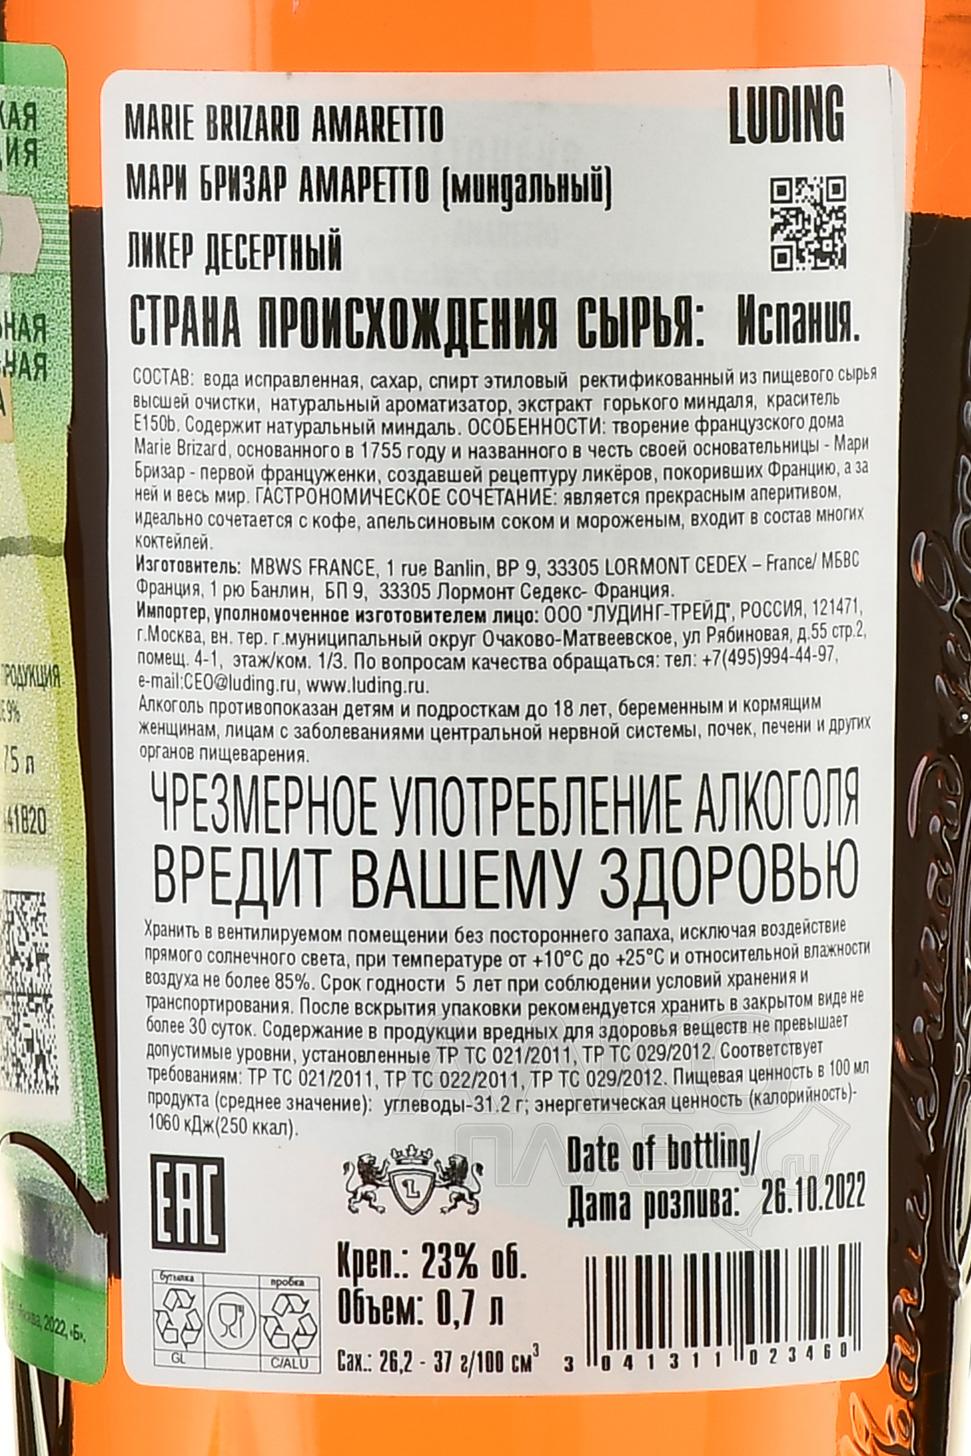 MARIE BRIZARD AMARETTO
LUDING
МАРИ БРИЗАР АМАРЕТТО (миндальный)
ЛИКЕР ДЕСЕРТНЫЙ
СТРАНА ПРОИСХОЖДЕНИЯ СЫРЬЯ: Испания.
СОСТАВ: вода исправленная, сахар, спирт этиловый ректификованный из пищевого сырья
высшей очистки, натуральный ароматизатор, экстракт горького миндаля, краситель
E150b. Содержит натуральный миндаль. ОСОБЕННОСТИ: творение французского дома
Marie Brizard, основанного в 1755 году и названного в честь своей основательницы - Мари
Бризар - первой француженки, создавшей рецептуру ликёров, покоривших Францию, а за
ней и весь мир. ГАСТРОНОМИЧЕСКОЕ СОЧЕТАНИЕ: является прекрасным аперитивом,
идеально сочетается с кофе, апельсиновым соком и мороженым, входит в состав многих
коктейлей.
Изготовитель: MBWS FRANCE, 1 rue Banlin, BP 9, 33305 LORMONT CEDEX – France/ МБВС
Франция, 1 рю Банлин, БП 9, 33305 Лормонт Седекс- Франция.
Импортер, уполномоченное изготовителем лицо: ООО "ЛУДИНГ-ТРЕЙД", РОССИЯ, 121471,
г.Москва, вн. тер. г.муниципальный округ Очаково-Матвеевское, ул Рябиновая, д.55 стр.2,
помещ. 4-1, этаж/ком. 1/3. По вопросам качества обращаться: тел: +7(495)994-44-97,
e-mail:CEO@luding.ru, www.luding.ru.
Алкоголь противопоказан детям и подросткам до 18 лет, беременным и кормящим
женщинам, лицам с заболеваниями центральной нервной системы, почек, печени и других
органов пищеварения.
ЧРЕЗМЕРНОЕ УПОТРЕБЛЕНИЕ АЛКОГОЛЯ
ВРЕДИТ ВАШЕМУ ЗДОРОВЬЮ
Хранить в вентилируемом помещении без постороннего запаха, исключая воздействие
прямого солнечного света, при температуре от +10°С до +25°С и относительной влажности
воздуха не более 85%. Срок годности 5 лет при соблюдении условий хранения и
транспортирования. После вскрытия упаковки рекомендуется хранить в закрытом виде не
более 30 суток. Содержание в продукции вредных для здоровья веществ не превышает
допустимые уровни, установленные ТР ТС 021/2011, ТР ТС 029/2012. Соответствует
требованиям: ТР ТС 021/2011, ТР ТС 022/2011, ТР ТС 029/2012. Пищевая ценность в 100 мл
продукта (среднее значение): углеводы-31.2 г; энергетическая ценность (калорийность)-
1060 кДж(250 ккал).
Date of bottling/
Дата розлива: 26.10.2022
EAC
L
Креп.: 23% об.
Объем: 0,7 л
Сах.: 26,2 - 37 г/100 см³
бутылка пробка
GL C/ALU
3 041311 023460
РОДУКЦИЯ
9%
75 л
41820
2022, «Б»,